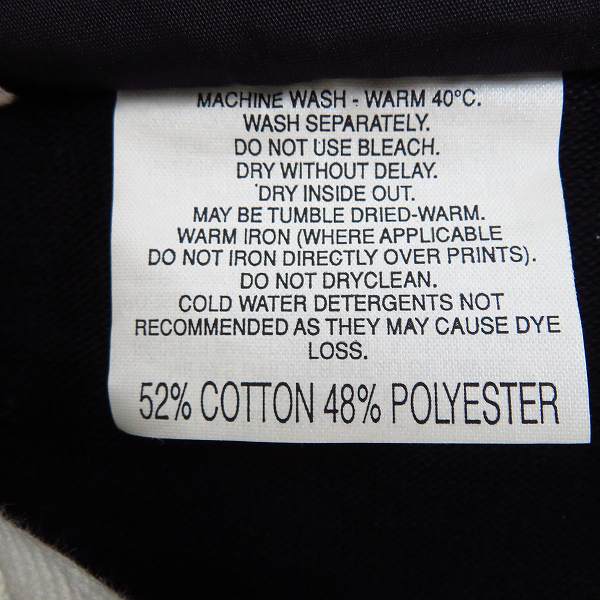 MACHINE WASH - WARM 40°C.
WASH SEPARATELY.
DO NOT USE BLEACH.
DRY WITHOUT DELAY.
DRY INSIDE OUT.
MAY BE TUMBLE DRIED-WARM.
WARM IRON (WHERE APPLICABLE
DO NOT IRON DIRECTLY OVER PRINTS).
DO NOT DRYCLEAN.
COLD WATER DETERGENTS NOT
RECOMMENDED AS THEY MAY CAUSE DYE
LOSS.
52% COTTON 48% POLYESTER